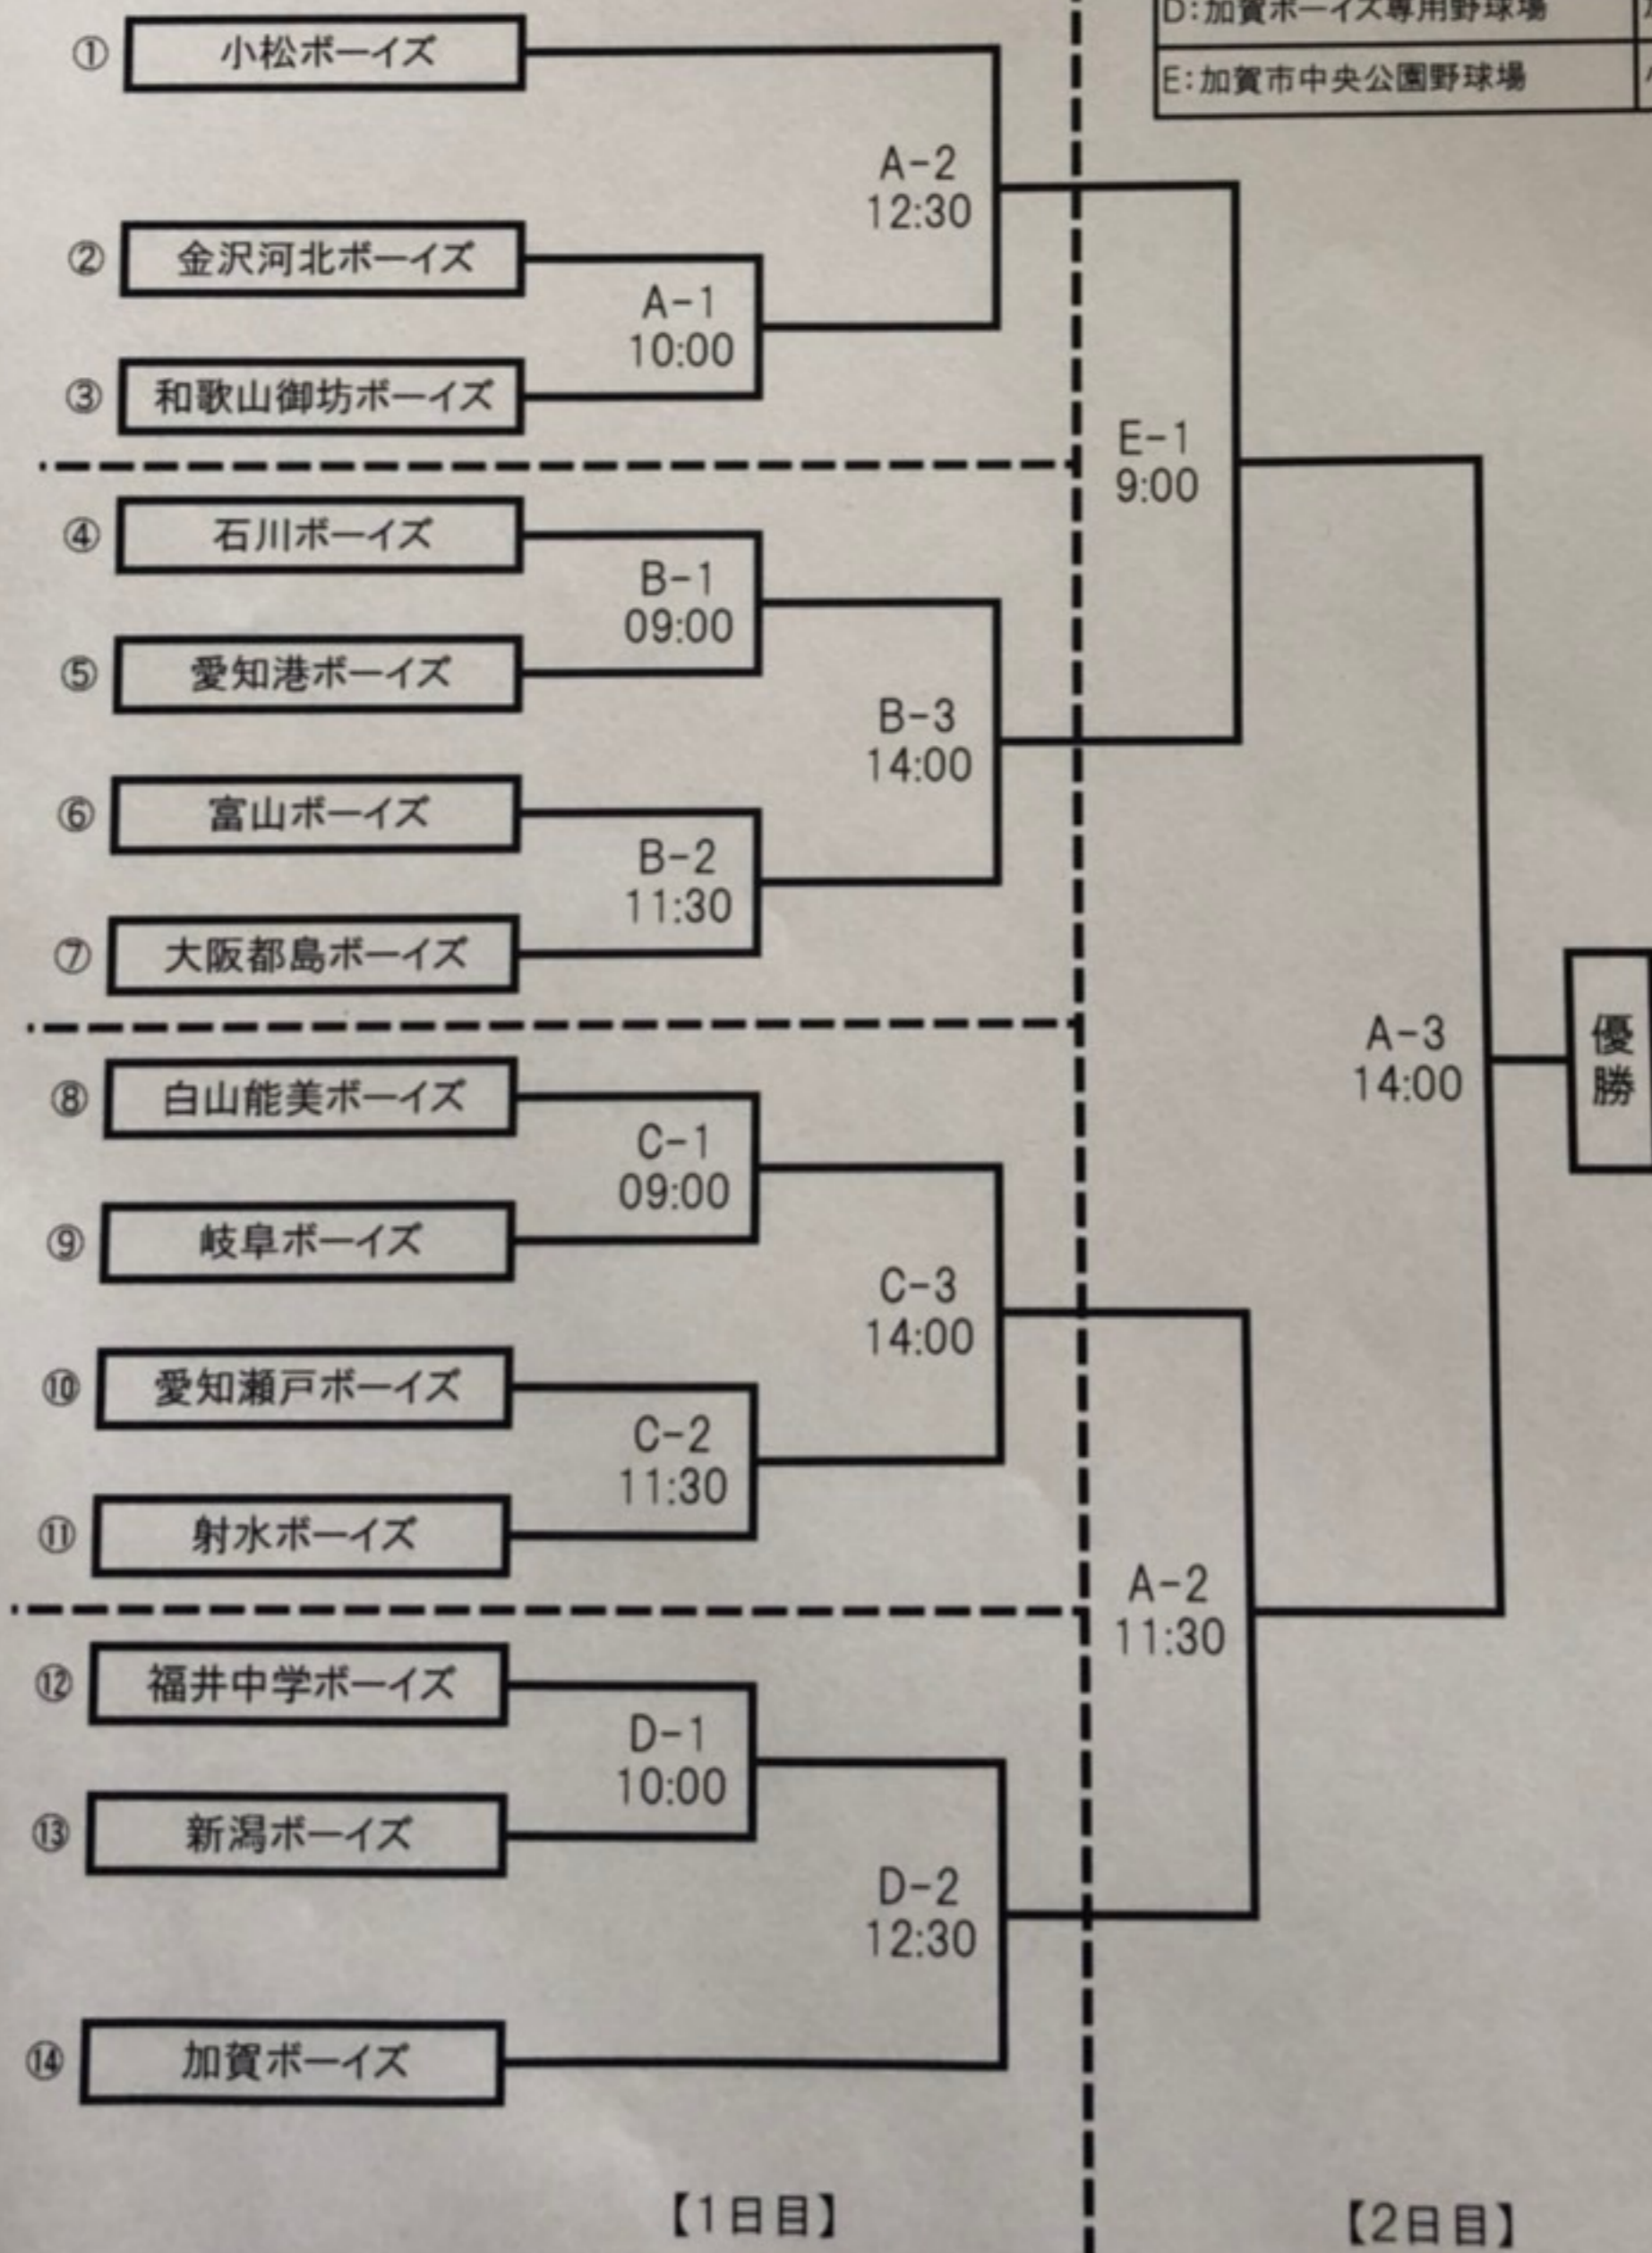 D:加賀ボーイズ専用野球場
E:加賀市中央公園野球場
① 小松ボーイズ
A-2
12:30
② 金沢河北ボーイズ
A-1
10:00
③ 和歌山御坊ボーイズ
E-1
9:00
④ 石川ボーイズ
B-1
09:00
⑤ 愛知港ボーイズ
B-3
14:00
⑥ 富山ボーイズ
B-2
11:30
⑦ 大阪都島ボーイズ
A-3
14:00
優勝
⑧ 白山能美ボーイズ
C-1
09:00
⑨ 岐阜ボーイズ
C-3
14:00
⑩ 愛知瀬戸ボーイズ
C-2
11:30
⑪ 射水ボーイズ
A-2
11:30
⑫ 福井中学ボーイズ
D-1
10:00
⑬ 新潟ボーイズ
D-2
12:30
⑭ 加賀ボーイズ
【1日目】
【2日目】